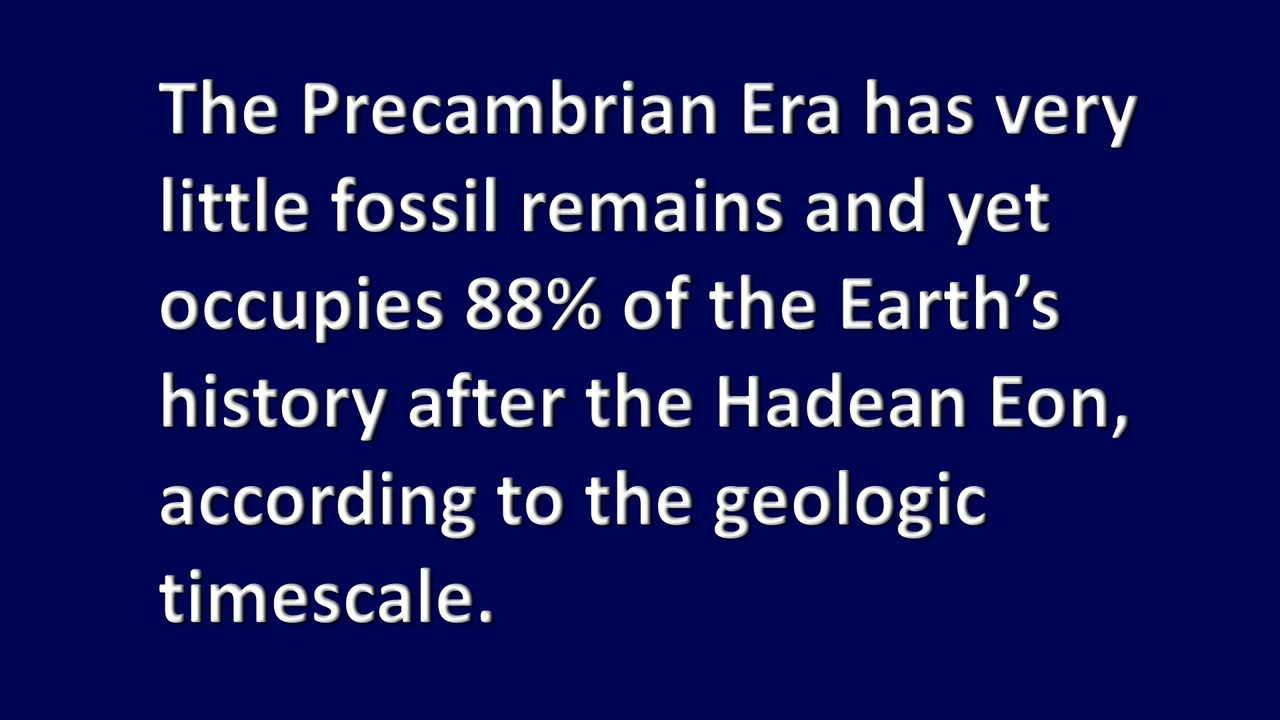 The Precambrian Era has very
little fossil remains and yet
occupies 88% of the Earth’s
history after the Hadean Eon,
according to the geologic
timescale.